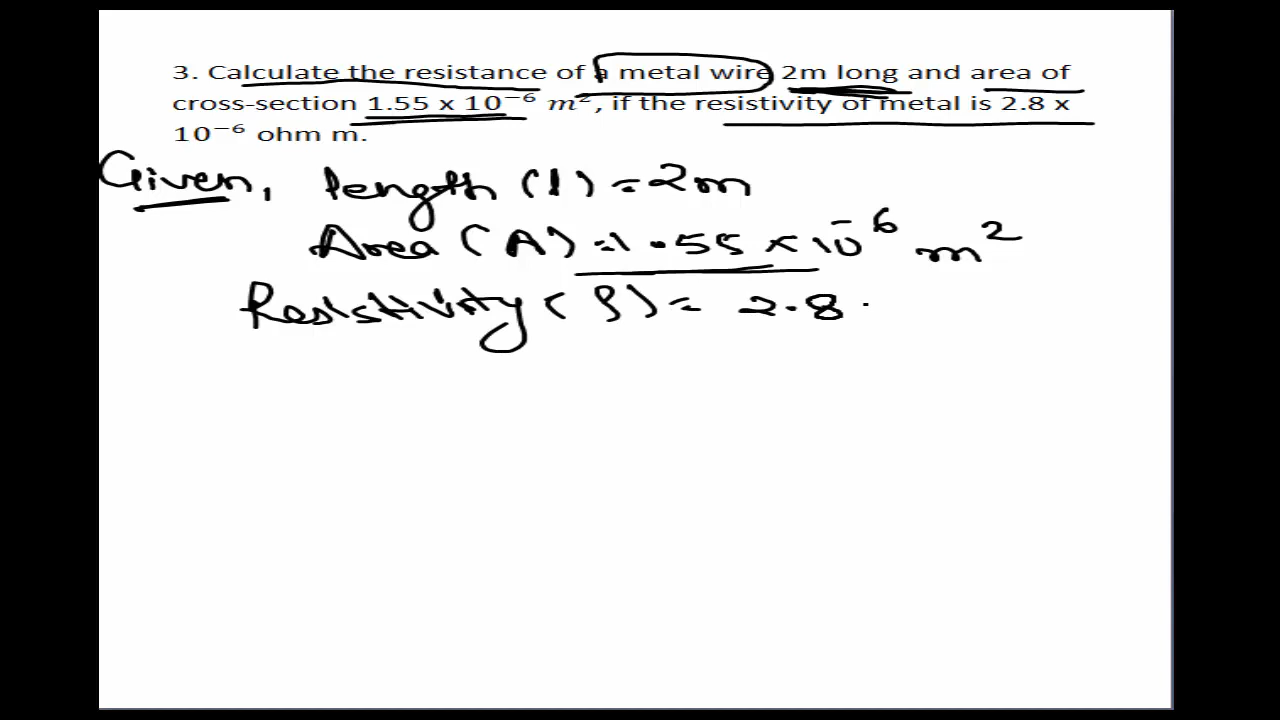 3. Calculate the resistance of a metal wire 2m long and area of
cross-section 1.55 x 10⁻⁶ m², if the resistivity of metal is 2.8 x
10⁻⁶ ohm m.
Given, length (l) = 2m
Area (A) = 1.55 × 10⁻⁶ m²
Resistivity (ρ) = 2.8